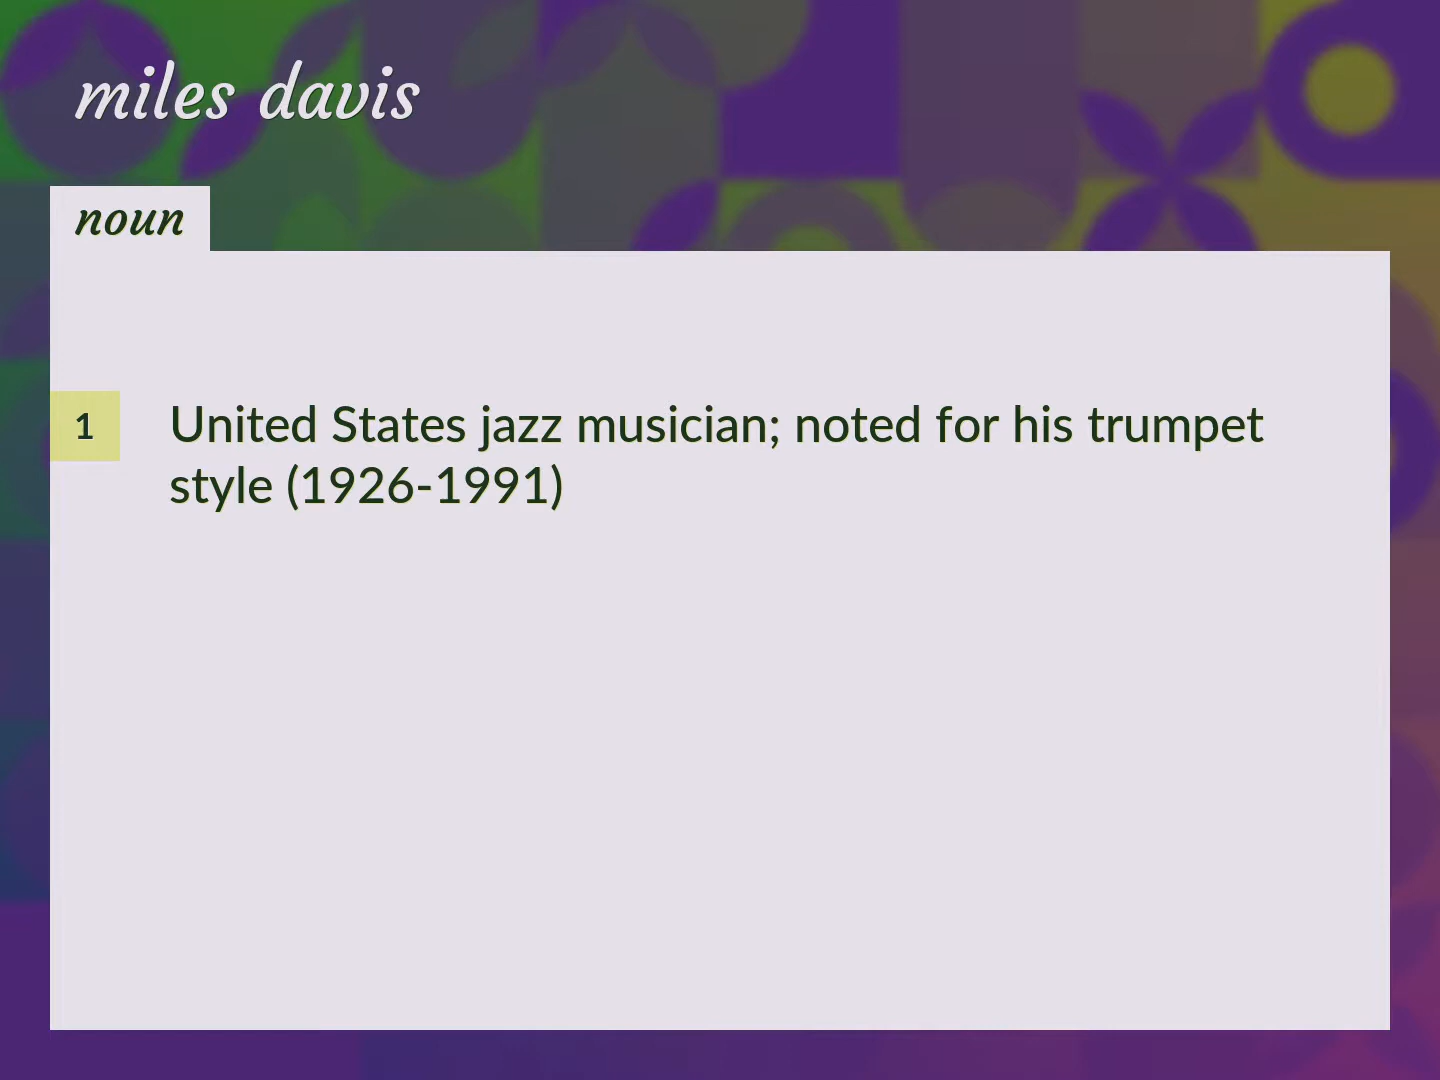 miles davis
noun
1
United States jazz musician; noted for his trumpet
style (1926-1991)